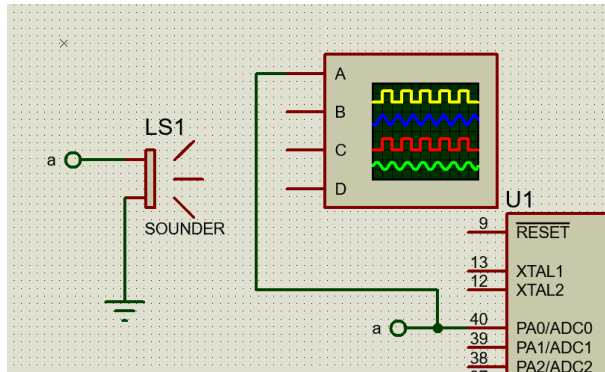 A
B
C
D
LS1
a
SOUNDER
U1
9
RESET
13
XTAL1
12
XTAL2
a
40
PA0/ADC0
39
PA1/ADC1
38
PA2/ADC2